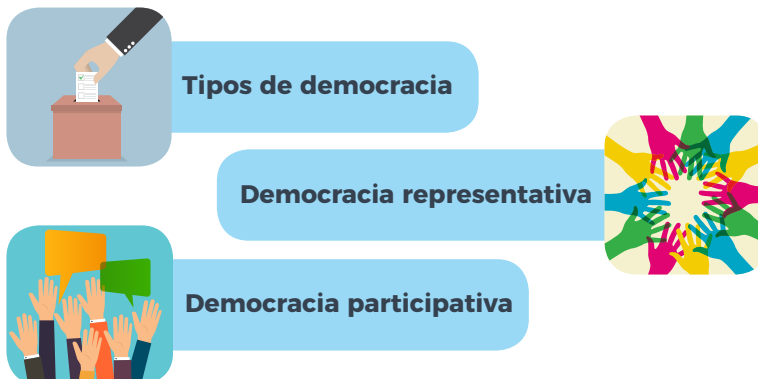 Tipos de democracia
Democracia representativa
Democracia participativa